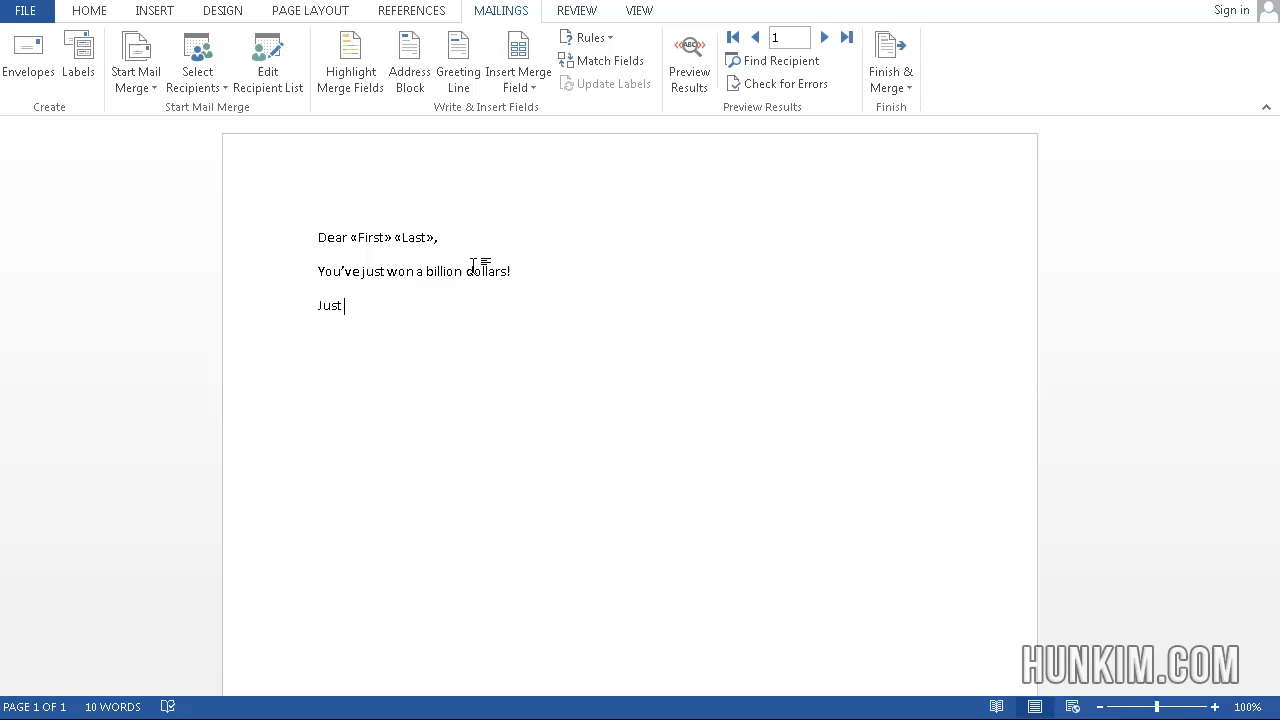 FILE HOME INSERT DESIGN PAGE LAYOUT REFERENCES MAILINGS REVIEW VIEW Sign in
Envelopes Labels
Create
Start Mail Merge
Select Recipients
Edit Recipient List
Start Mail Merge
Highlight Merge Fields
Address Block
Greeting Line
Insert Merge Field
Rules
Match Fields
Update Labels
Write & Insert Fields
ABC
Preview Results
1
Find Recipient
Check for Errors
Preview Results
Finish & Merge
Finish
Dear «First» «Last»,
You've just won a billion dollars!
Just
HUNKIM.COM
PAGE 1 OF 1 10 WORDS 100%